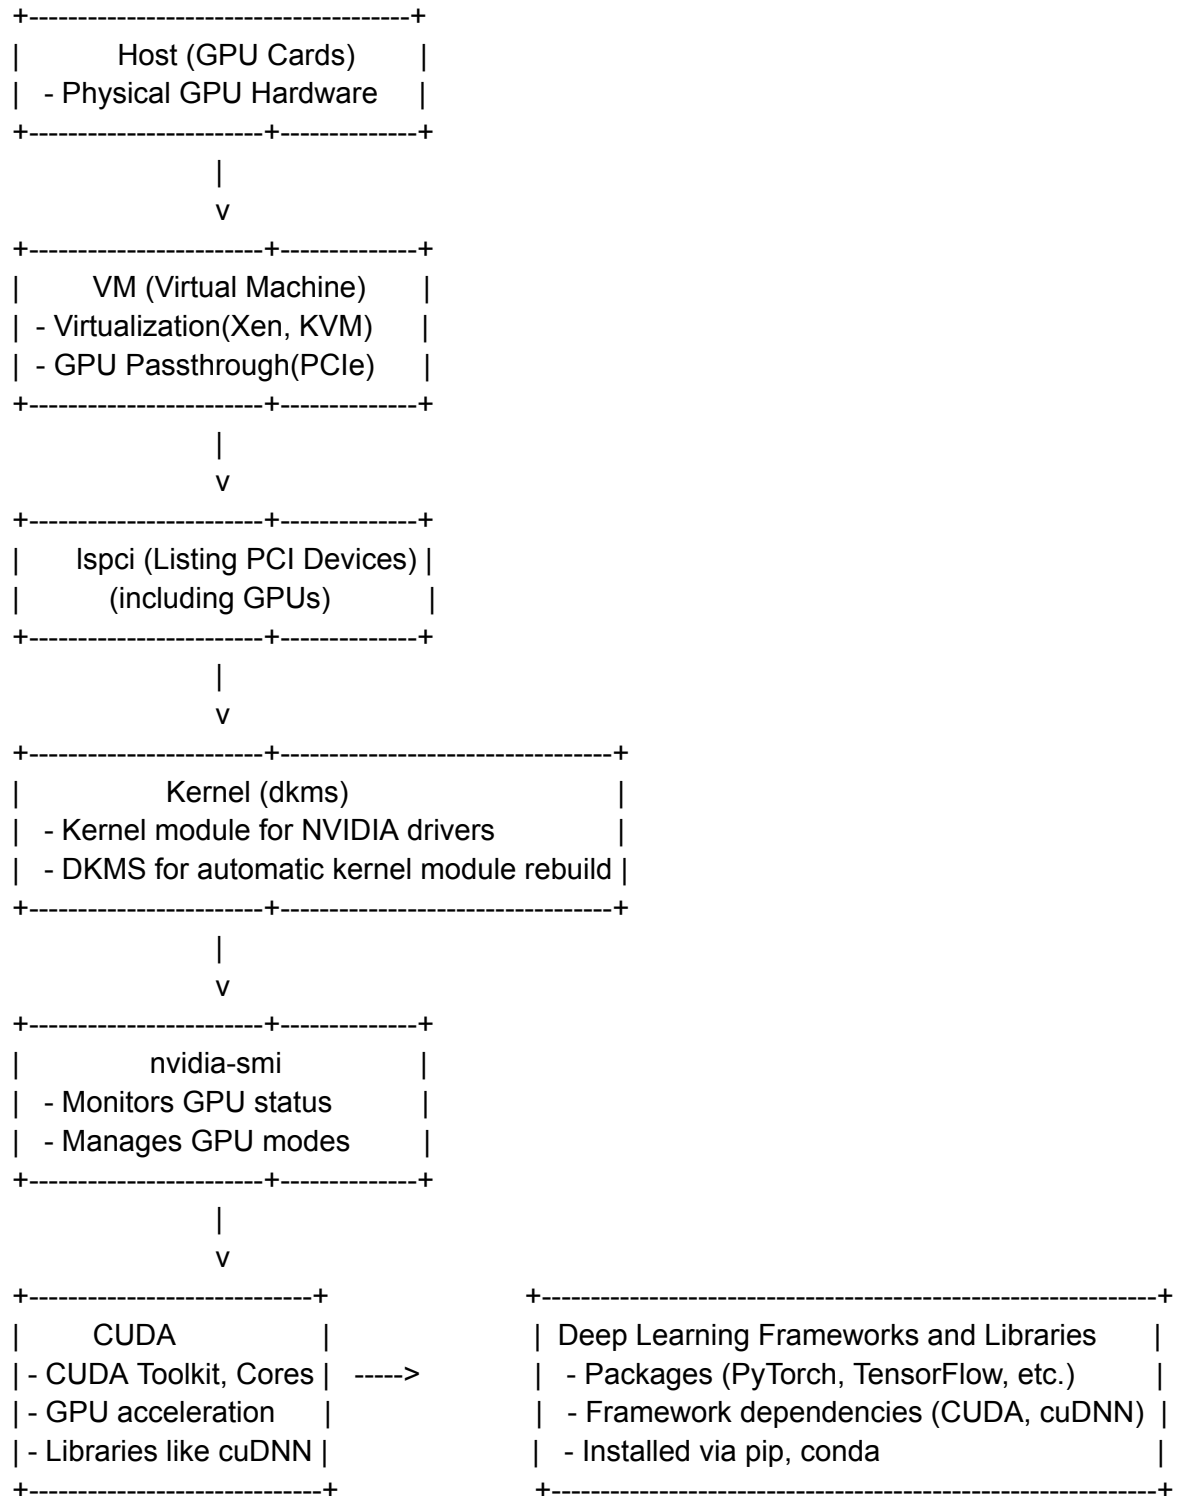 +---------------------------------------+
| Host (GPU Cards) |
| - Physical GPU Hardware |
+------------------------+--------------+
|
v
+------------------------+--------------+
| VM (Virtual Machine) |
| - Virtualization(Xen, KVM) |
| - GPU Passthrough(PCIe) |
+------------------------+--------------+
|
v
+------------------------+--------------+
| lspci (Listing PCI Devices) |
| (including GPUs) |
+------------------------+--------------+
|
v
+------------------------+----------------------------------+
| Kernel (dkms) |
| - Kernel module for NVIDIA drivers |
| - DKMS for automatic kernel module rebuild |
+------------------------+----------------------------------+
|
v
+------------------------+--------------+
| nvidia-smi |
| - Monitors GPU status |
| - Manages GPU modes |
+------------------------+--------------+
|
v
+-----------------------------+ +---------------------------------------------------------------+
| CUDA | | Deep Learning Frameworks and Libraries |
| - CUDA Toolkit, Cores | -----> | - Packages (PyTorch, TensorFlow, etc.) |
| - GPU acceleration | | - Framework dependencies (CUDA, cuDNN) |
| - Libraries like cuDNN | | - Installed via pip, conda |
+------------------------------+ +--------------------------------------------------------------+